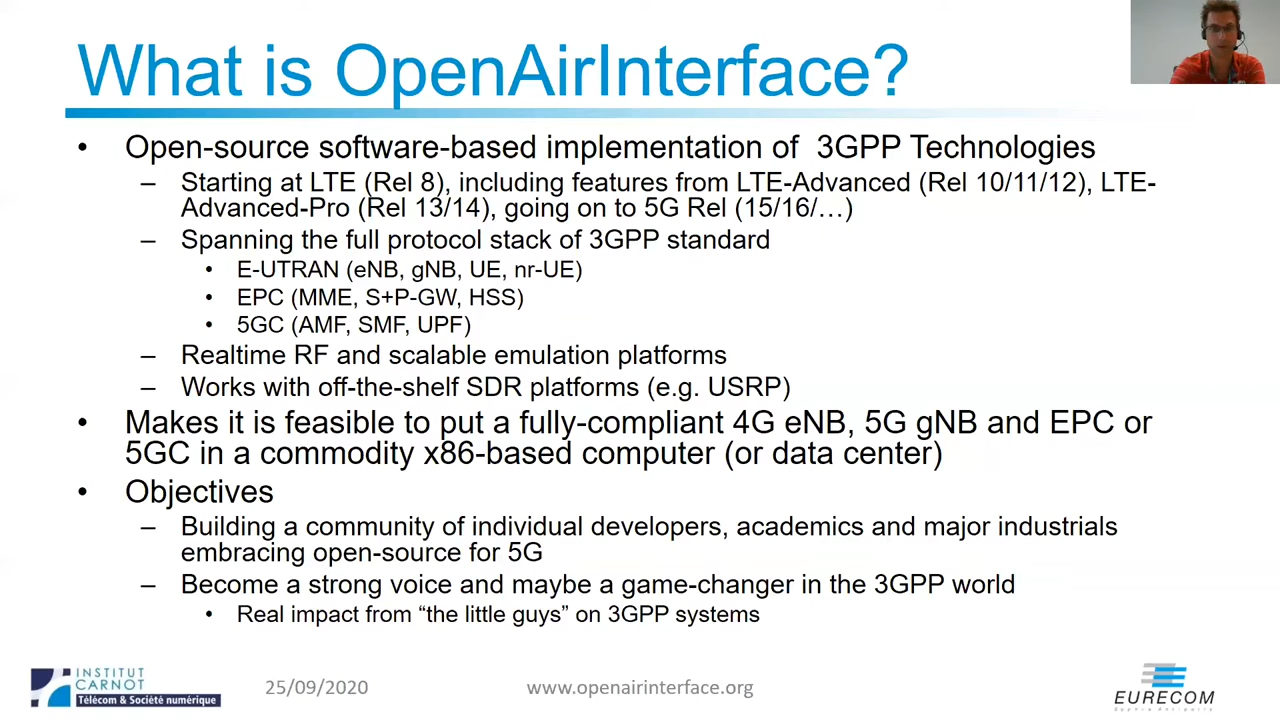 What is OpenAirInterface?
• Open-source software-based implementation of 3GPP Technologies
– Starting at LTE (Rel 8), including features from LTE-Advanced (Rel 10/11/12), LTE-
Advanced-Pro (Rel 13/14), going on to 5G Rel (15/16/…)
– Spanning the full protocol stack of 3GPP standard
• E-UTRAN (eNB, gNB, UE, nr-UE)
• EPC (MME, S+P-GW, HSS)
• 5GC (AMF, SMF, UPF)
– Realtime RF and scalable emulation platforms
– Works with off-the-shelf SDR platforms (e.g. USRP)
• Makes it is feasible to put a fully-compliant 4G eNB, 5G gNB and EPC or
5GC in a commodity x86-based computer (or data center)
• Objectives
– Building a community of individual developers, academics and major industrials
embracing open-source for 5G
– Become a strong voice and maybe a game-changer in the 3GPP world
• Real impact from “the little guys” on 3GPP systems
INSTITUT
CARNOT
Télécom & Société numérique
25/09/2020
www.openairinterface.org
EURECOM